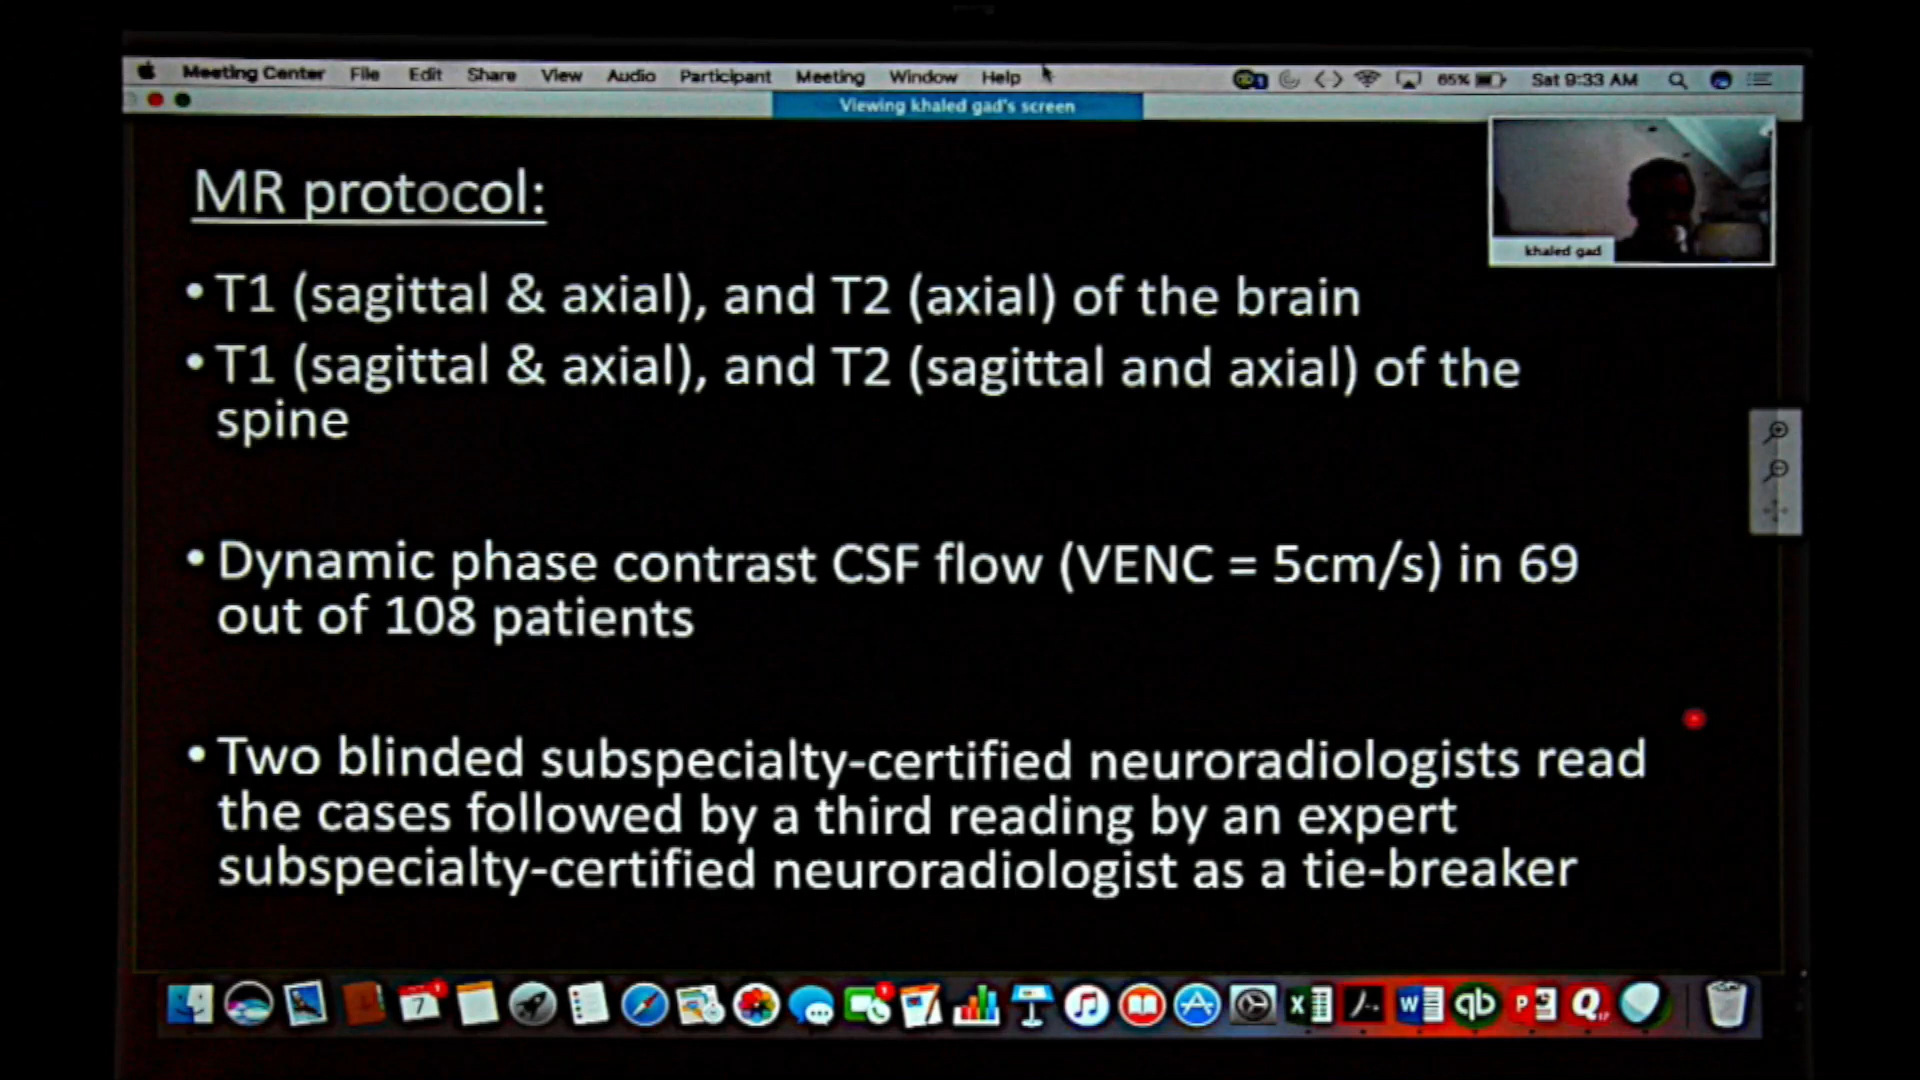 Meeting Center File Edit Share View Audio Participant Meeting Window Help 65% Sat 9:33 AM
Viewing khaled gad's screen
khaled gad
MR protocol:
• T1 (sagittal & axial), and T2 (axial) of the brain
• T1 (sagittal & axial), and T2 (sagittal and axial) of the
spine
• Dynamic phase contrast CSF flow (VENC = 5cm/s) in 69
out of 108 patients
• Two blinded subspecialty-certified neuroradiologists read
the cases followed by a third reading by an expert
subspecialty-certified neuroradiologist as a tie-breaker
7 1 1 X W qb P Q